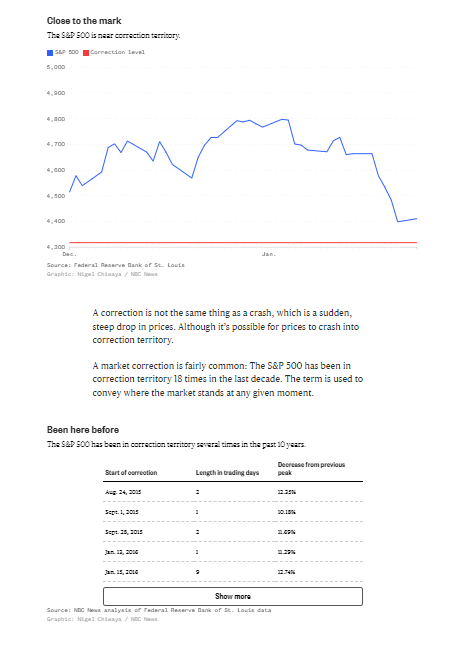 Close to the mark
The S&P 500 is near correction territory.
S&P 500 Correction level
5,000
4,900
4,800
4,700
4,600
4,500
4,400
4,300
Dec. Jan.
Source: Federal Reserve Bank of St. Louis
Graphic: Nigel Chiwaya / NBC News
A correction is not the same thing as a crash, which is a sudden,
steep drop in prices. Although it's possible for prices to crash into
correction territory.
A market correction is fairly common: The S&P 500 has been in
correction territory 18 times in the last decade. The term is used to
convey where the market stands at any given moment.
Been here before
The S&P 500 has been in correction territory several times in the past 10 years.
Start of correction Length in trading days Decrease from previous
peak
Aug. 24, 2015 2 12.35%
Sept. 1, 2015 1 10.18%
Sept. 28, 2015 2 11.69%
Jan. 13, 2016 1 11.29%
Jan. 15, 2016 9 12.74%
Show more
Source: NBC News analysis of Federal Reserve Bank of St. Louis data
Graphic: Nigel Chiwaya / NBC News